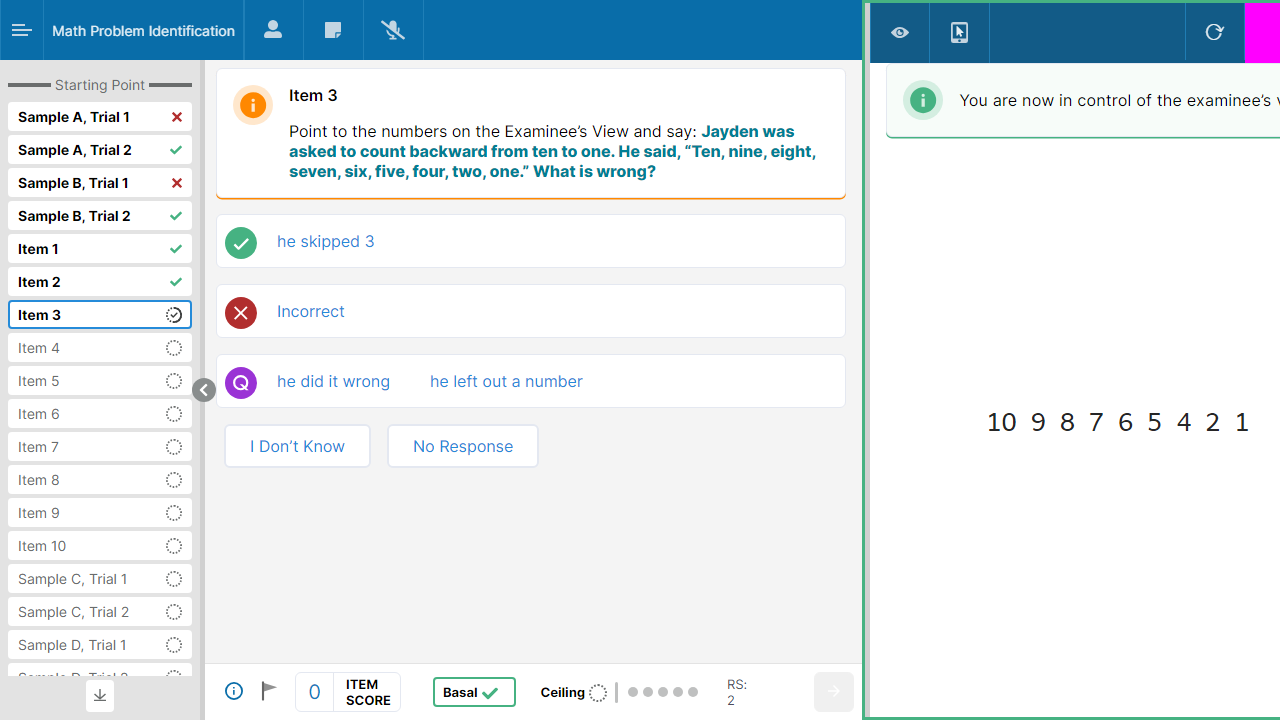 Math Problem Identification
Starting Point
Sample A, Trial 1
Sample A, Trial 2
Sample B, Trial 1
Sample B, Trial 2
Item 1
Item 2
Item 3
Item 4
Item 5
Item 6
Item 7
Item 8
Item 9
Item 10
Sample C, Trial 1
Sample C, Trial 2
Sample D, Trial 1
Item 3
Point to the numbers on the Examinee’s View and say: Jayden was
asked to count backward from ten to one. He said, “Ten, nine, eight,
seven, six, five, four, two, one.” What is wrong?
he skipped 3
Incorrect
Q he did it wrong he left out a number
I Don’t Know No Response
0 ITEM SCORE
Basal
Ceiling
RS:
2
You are now in control of the examinee’s
10 9 8 7 6 5 4 2 1